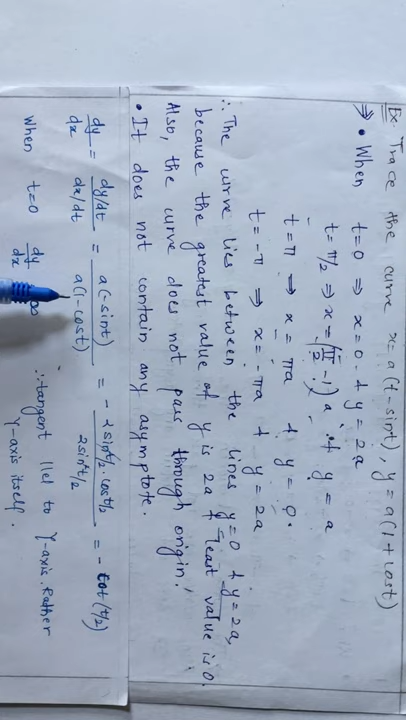 Ex Trace the curve x=a(t-sint), y=a(1+cost)
⇒ • When t=0 ⇒ x=0 & y=2a
t=π/2 ⇒ x=(π/2 -1)a & y=a
t=π ⇒ x=πa & y=0.
t=-π ⇒ x=-πa & y=2a
∴ The curve lies between the lines y=0 & y=2a,
because the greatest value of y is 2a & least value is 0.
Also, the curve does not pass through origin.
• It does not contain any asymptote.
dy/dx = dy/dt / dx/dt = a(-sint) / a(1-cost) = - 2sint/2.cost/2 / 2sin²t/2 = -cot(t/2)
When t=0 dy/dx ∞ ∴ tangent llel to Y-axis. Rather
Y-axis itself.